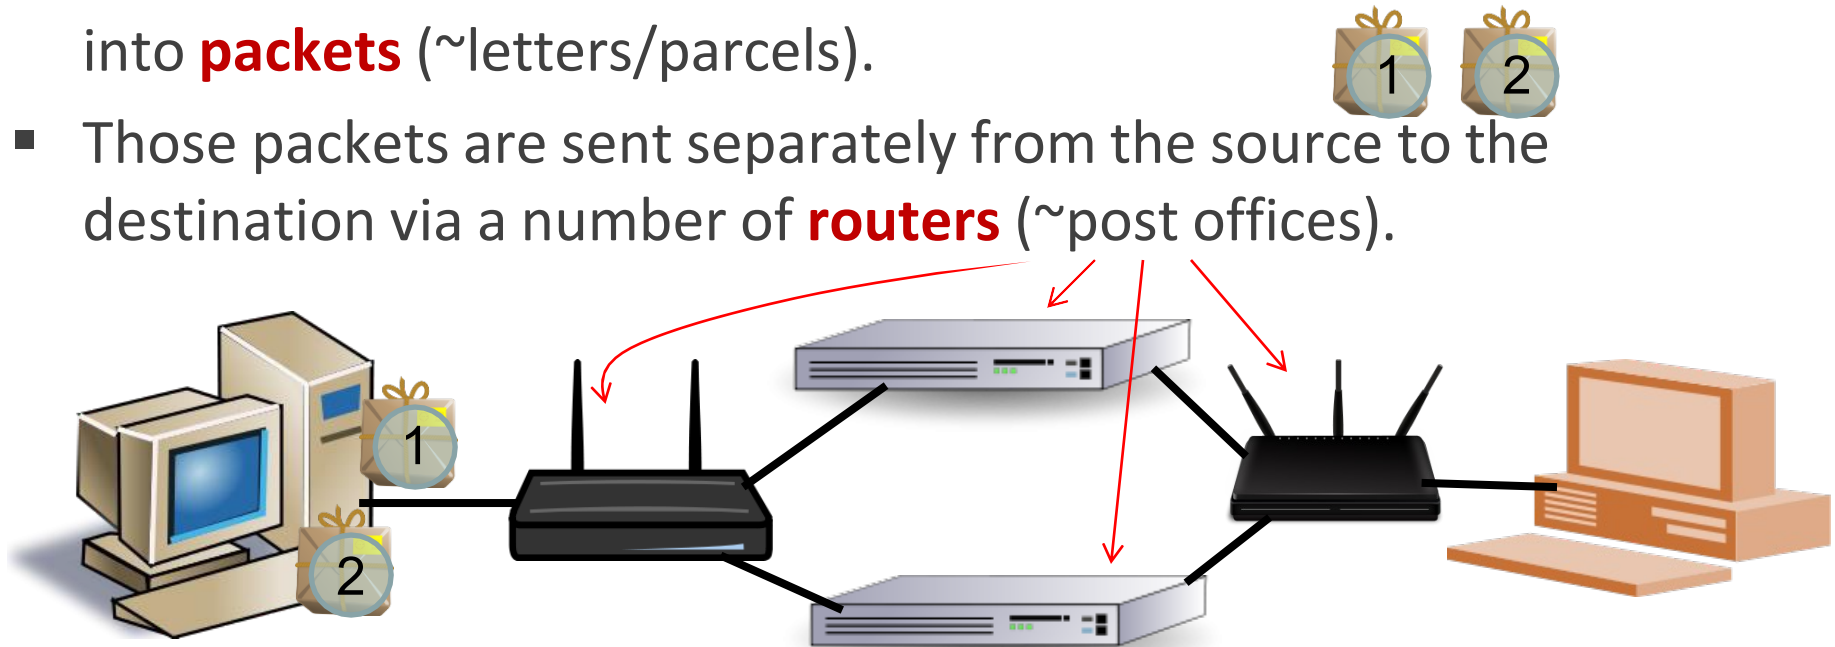 into packets (~letters/parcels).
1 2
▪ Those packets are sent separately from the source to the
destination via a number of routers (~post offices).
1
2